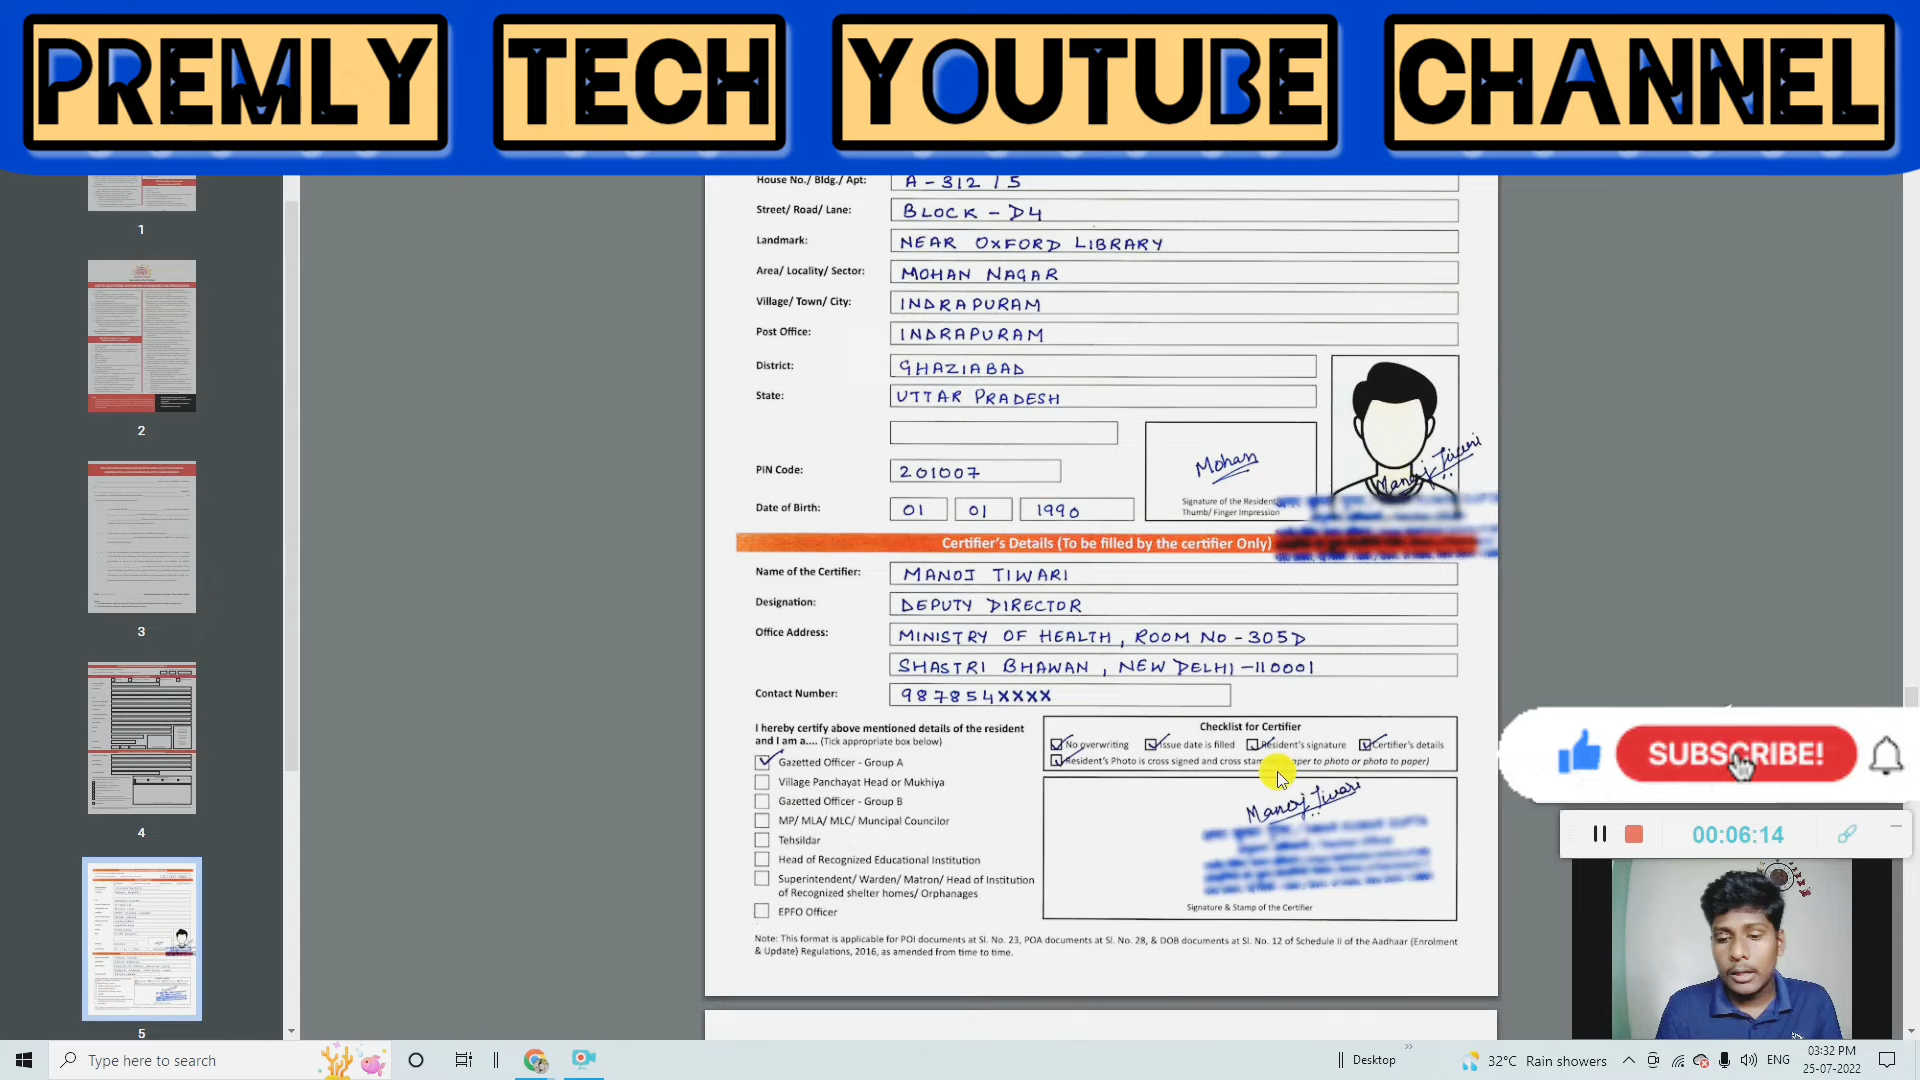 PREMLY TECH YOUTUBE CHANNEL
House No./ Bldg./ Apt: A - 312 / 5
Street/ Road/ Lane: BLOCK - D4
Landmark: NEAR OXFORD LIBRARY
Area/ Locality/ Sector: MOHAN NAGAR
Village/ Town/ City: INDRAPURAM
Post Office: INDRAPURAM
District: GHAZIABAD
State: UTTAR PRADESH
PIN Code: 201007
Mohan
Manoj Tiwari
Signature of the Resident
Thumb/ Finger Impression
Date of Birth: 01 01 1990
Certifier's Details (To be filled by the certifier Only)
Name of the Certifier: MANOJ TIWARI
Designation: DEPUTY DIRECTOR
Office Address: MINISTRY OF HEALTH, ROOM NO - 305D
SHASTRI BHAWAN, NEW DELHI - 110001
Contact Number: 987854XXXX
I hereby certify above mentioned details of the resident
and I am a.... (Tick appropriate box below)
Gazetted Officer - Group A
Village Panchayat Head or Mukhiya
Gazetted Officer - Group B
MP/ MLA/ MLC/ Muncipal Councilor
Tehsildar
Head of Recognized Educational Institution
Superintendent/ Warden/ Matron/ Head of Institution
of Recognized shelter homes/ Orphanages
EPFO Officer
Checklist for Certifier
No overwriting Issue date is filled Resident's signature Certifier's details
Resident's Photo is cross signed and cross paper to photo or photo to paper)
Manoj Tiwari
Signature & Stamp of the Certifier
Note: This format is applicable for POI documents at Sl. No. 23, POA documents at Sl. No. 28, & DOB documents at Sl. No. 12 of Schedule II of the Aadhaar (Enrolment
& Update) Regulations, 2016, as amended from time to time.
1
2
3
4
5
SUBSCRIBE!
00:06:14
Type here to search
Desktop
32°C Rain showers
ENG
03:32 PM
25-07-2022